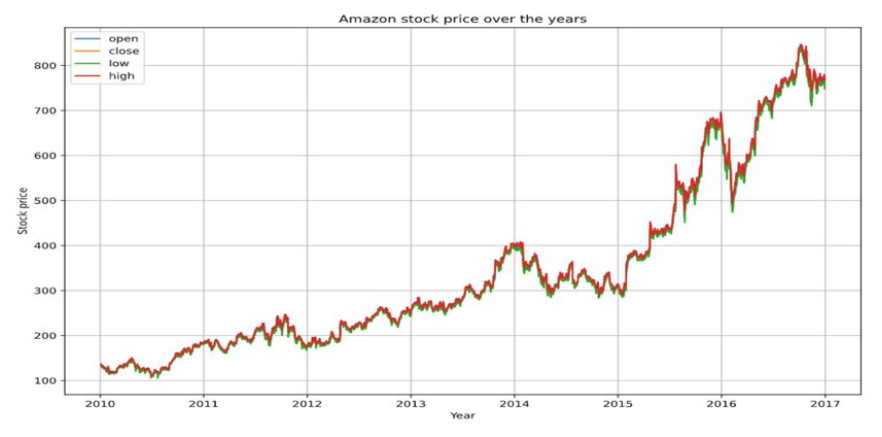 Amazon stock price over the years
open
close
low
high
800
700
600
500
400
300
200
100
Stock price
2010 2011 2012 2013 2014 2015 2016 2017
Year